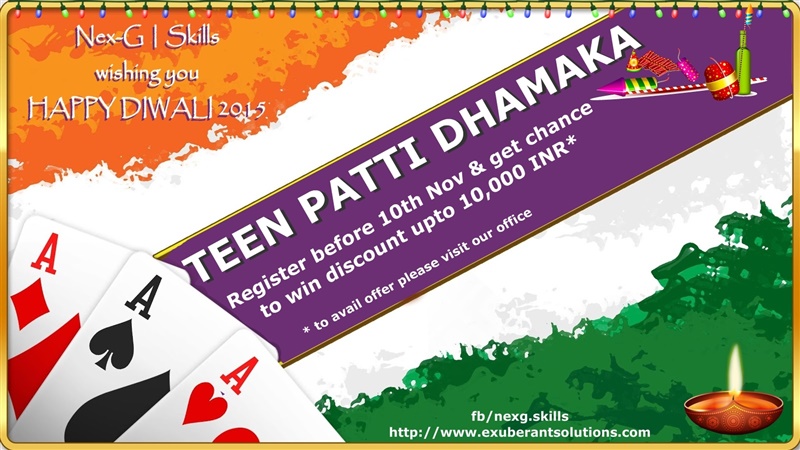 Nex-G | Skills
wishing you
HAPPY DIWALI 2015
TEEN PATTI DHAMAKA
Register before 10th Nov & get chance
to win discount upto 10,000 INR*
* to avail offer please visit our office
A
A
A
fb/nexg.skills
http://www.exuberantsolutions.com